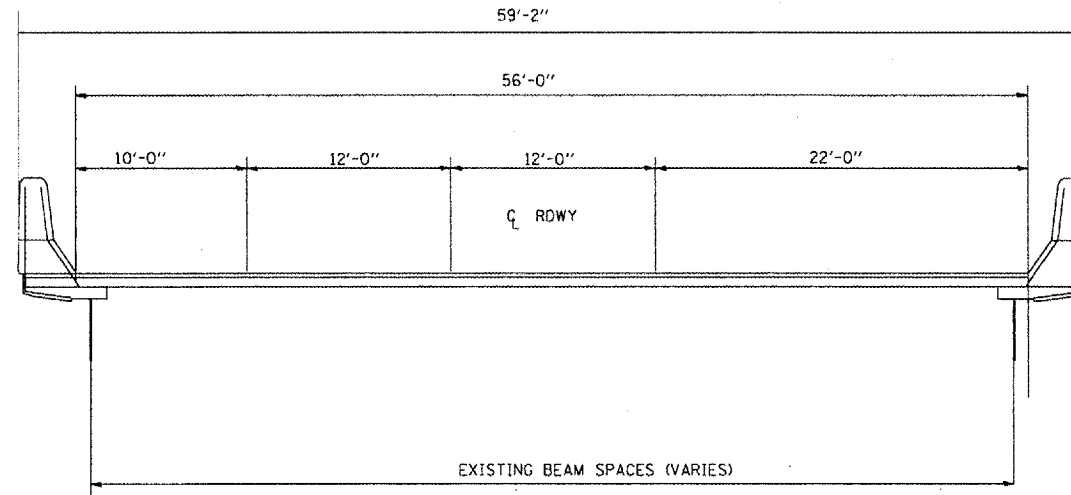 59'-2"
56'-0"
10'-0" 12'-0" 12'-0" 22'-0"
℄ RDWY
EXISTING BEAM SPACES (VARIES)